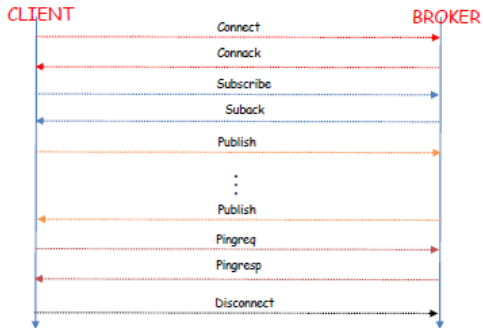 CLIENT
BROKER
Connect
Connack
Subscribe
Suback
Publish
Publish
Pingreq
Pingresp
Disconnect